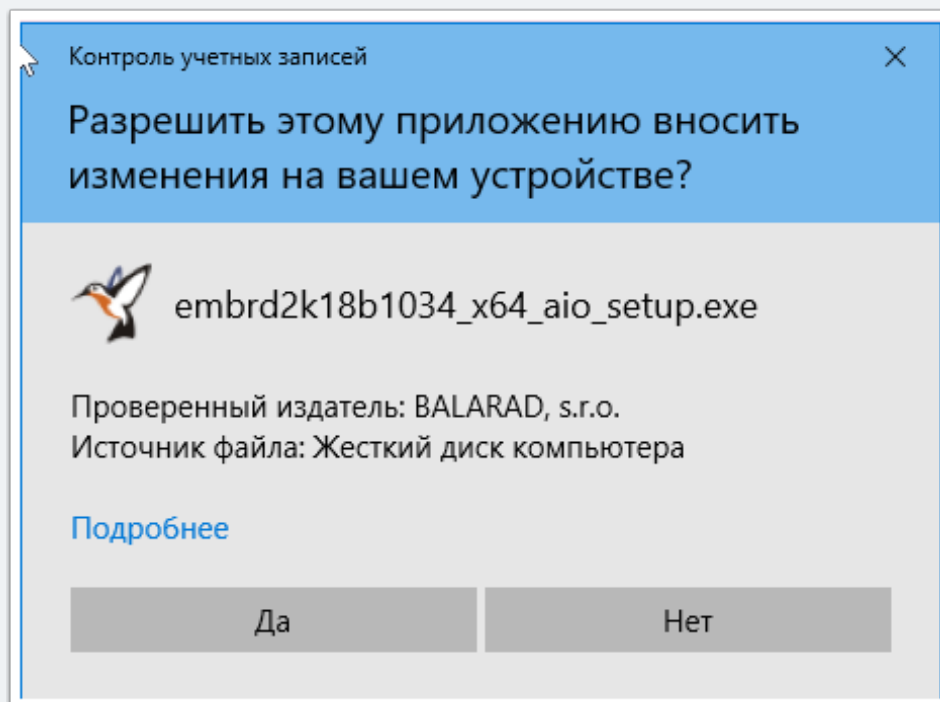 Контроль учетных записей
Разрешить этому приложению вносить
изменения на вашем устройстве?
embrd2k18b1034_x64_aio_setup.exe
Проверенный издатель: BALARAD, s.r.o.
Источник файла: Жесткий диск компьютера
Подробнее
Да
Нет